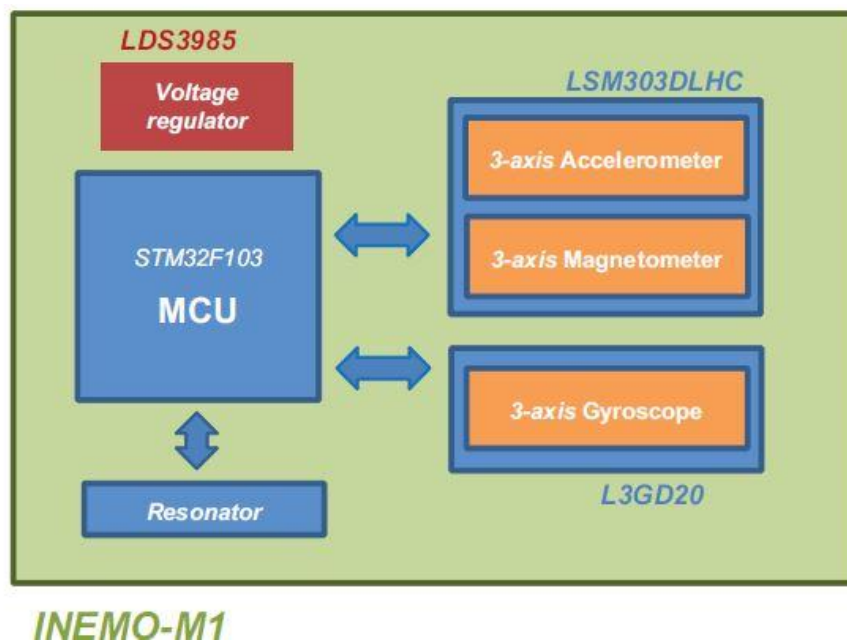 LDS3985
Voltage
regulator
LSM303DLHC
3-axis Accelerometer
3-axis Magnetometer
STM32F103
MCU
3-axis Gyroscope
L3GD20
Resonator
INEMO-M1